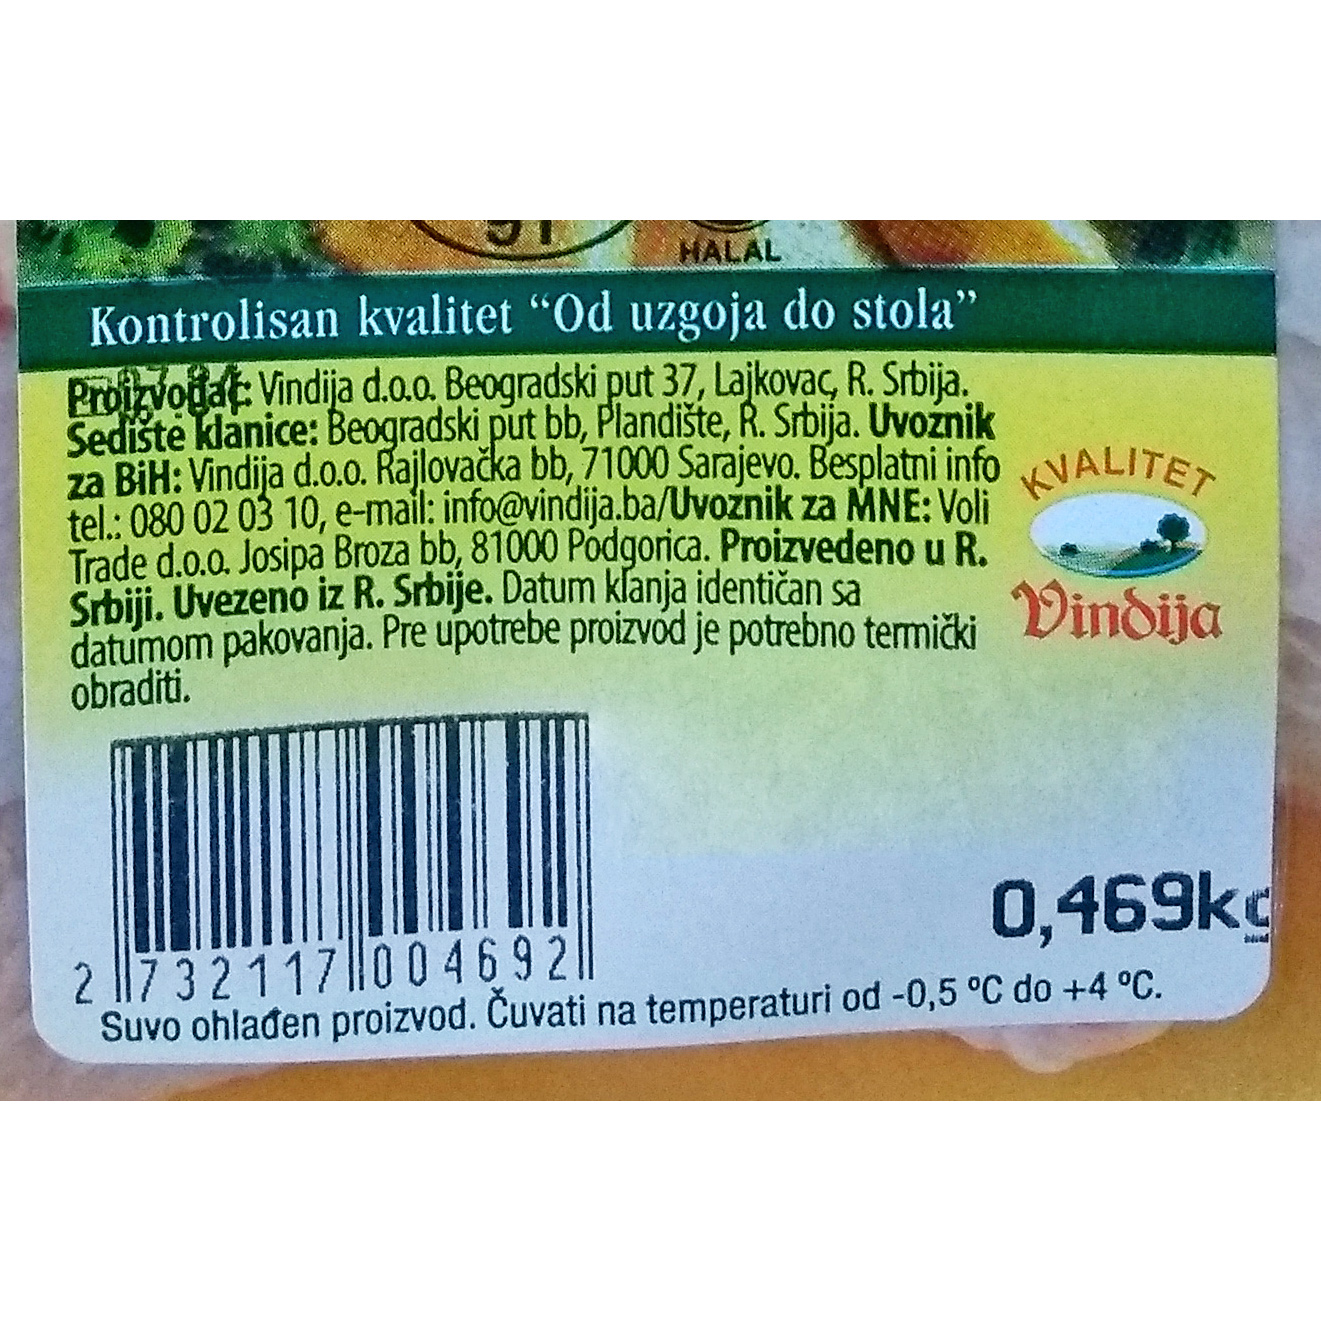 91
HALAL
Kontrolisan kvalitet “Od uzgoja do stola”
Proizvođač: Vindija d.o.o. Beogradski put 37, Lajkovac, R. Srbija.
Sedište klanice: Beogradski put bb, Plandište, R. Srbija. Uvoznik
za BiH: Vindija d.o.o. Rajlovačka bb, 71000 Sarajevo. Besplatni info
tel.: 080 02 03 10, e-mail: info@vindija.ba/Uvoznik za MNE: Voli
Trade d.o.o. Josipa Broza bb, 81000 Podgorica. Proizvedeno u R.
Srbiji. Uvezeno iz R. Srbije. Datum klanja identičan sa
datumom pakovanja. Pre upotrebe proizvod je potrebno termički
obraditi.
KVALITET
Vindija
0,469kg
2 732117 004692
Suvo ohlađen proizvod. Čuvati na temperaturi od -0,5 ºC do +4 ºC.